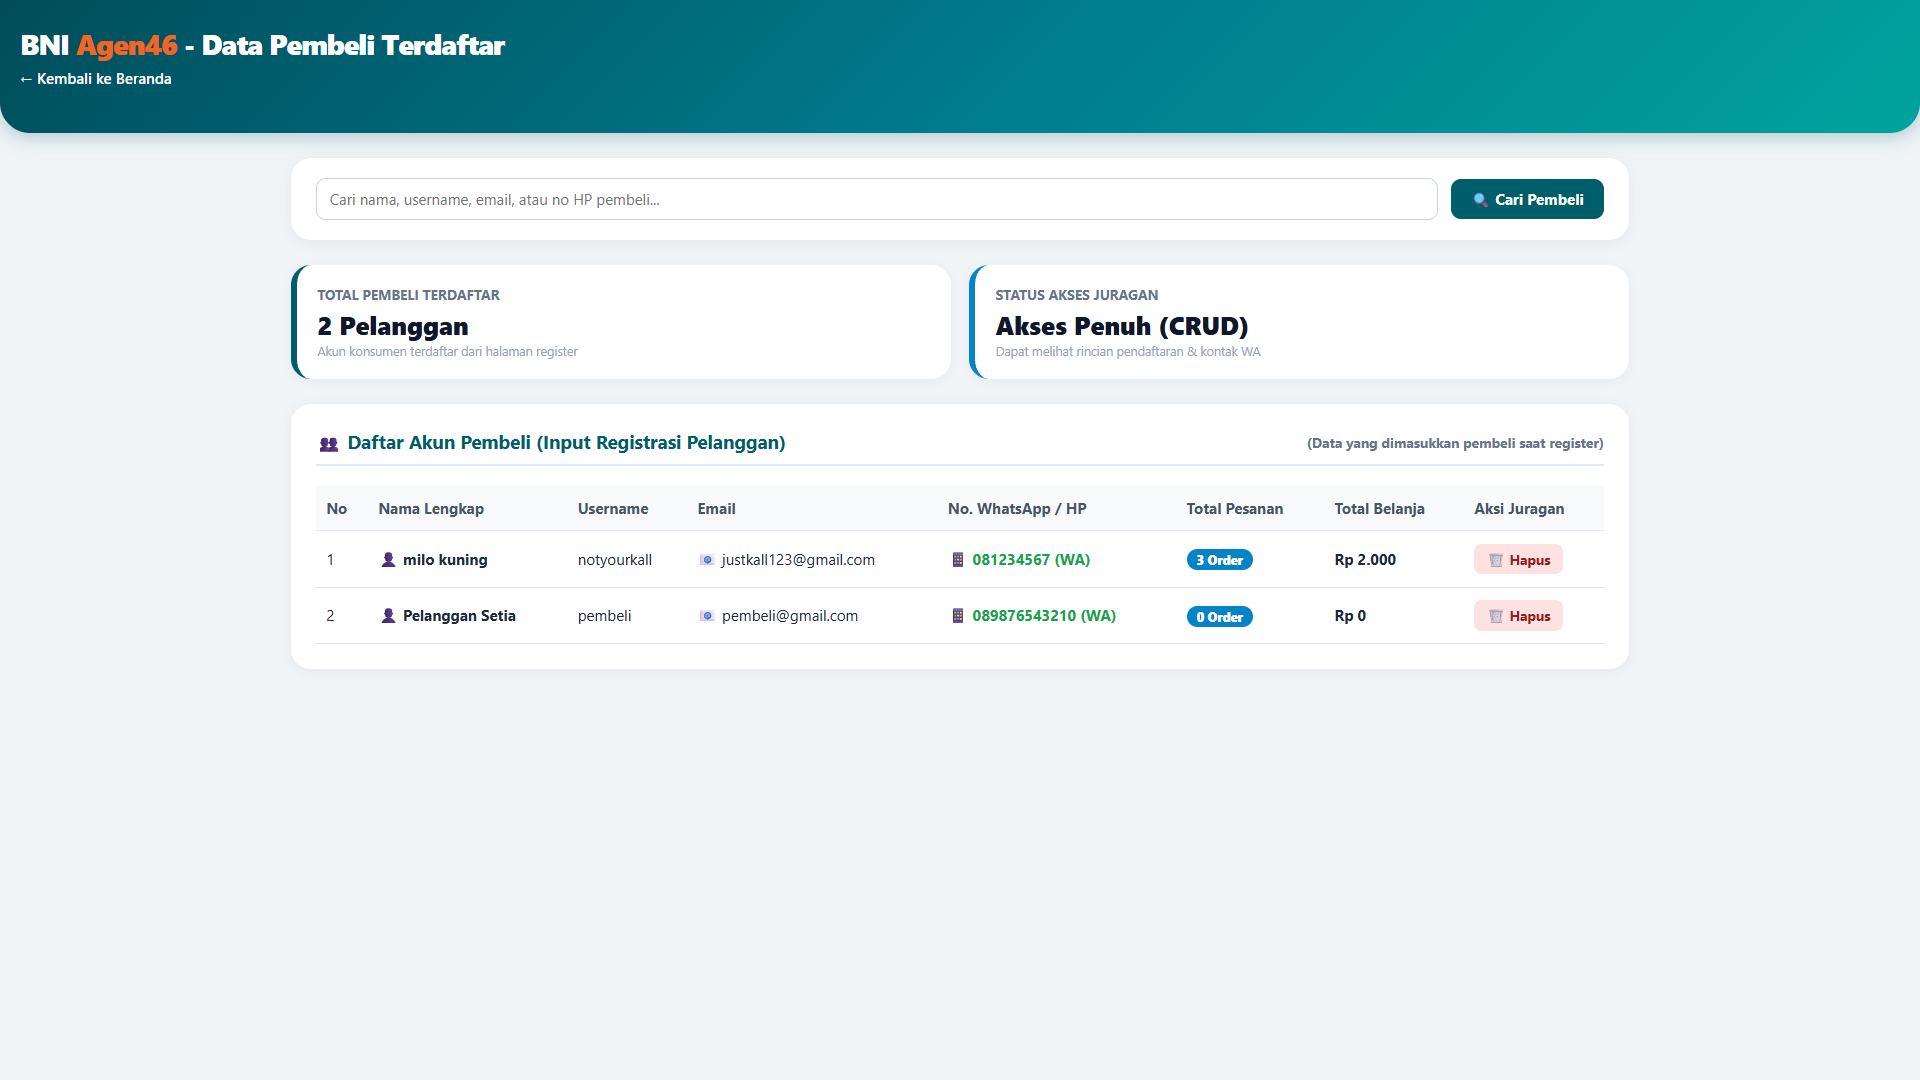 BNI Agen46 - Data Pembeli Terdaftar
← Kembali ke Beranda
Cari nama, username, email, atau no HP pembeli...
Cari Pembeli
TOTAL PEMBELI TERDAFTAR
2 Pelanggan
Akun konsumen terdaftar dari halaman register
STATUS AKSES JURAGAN
Akses Penuh (CRUD)
Dapat melihat rincian pendaftaran & kontak WA
Daftar Akun Pembeli (Input Registrasi Pelanggan)
(Data yang dimasukkan pembeli saat register)
No Nama Lengkap Username Email No. WhatsApp / HP Total Pesanan Total Belanja Aksi Juragan
1 milo kuning notyourkall justkall123@gmail.com 081234567 (WA) 3 Order Rp 2.000 Hapus
2 Pelanggan Setia pembeli pembeli@gmail.com 089876543210 (WA) 0 Order Rp 0 Hapus